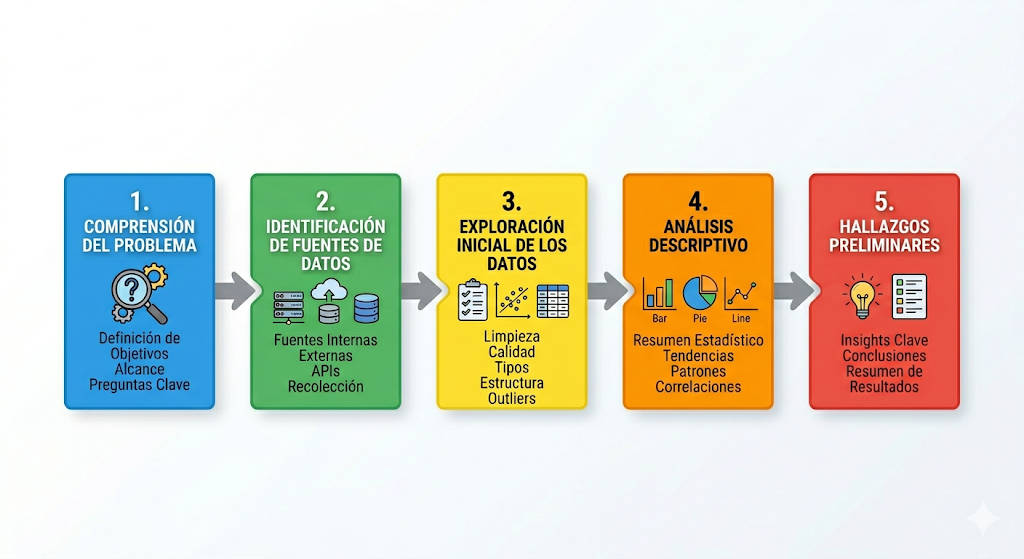 1.
COMPRENSIÓN
DEL PROBLEMA
?
Definición de
Objetivos
Alcance
Preguntas Clave
2.
IDENTIFICACIÓN
DE FUENTES DE
DATOS
Fuentes Internas
Externas
APIs
Recolección
3.
EXPLORACIÓN
INICIAL DE LOS
DATOS
Limpieza
Calidad
Tipos
Estructura
Outliers
4.
ANÁLISIS
DESCRIPTIVO
Bar Pie Line
Resumen Estadístico
Tendencias
Patrones
Correlaciones
5.
HALLAZGOS
PRELIMINARES
Insights Clave
Conclusiones
Resumen de
Resultados